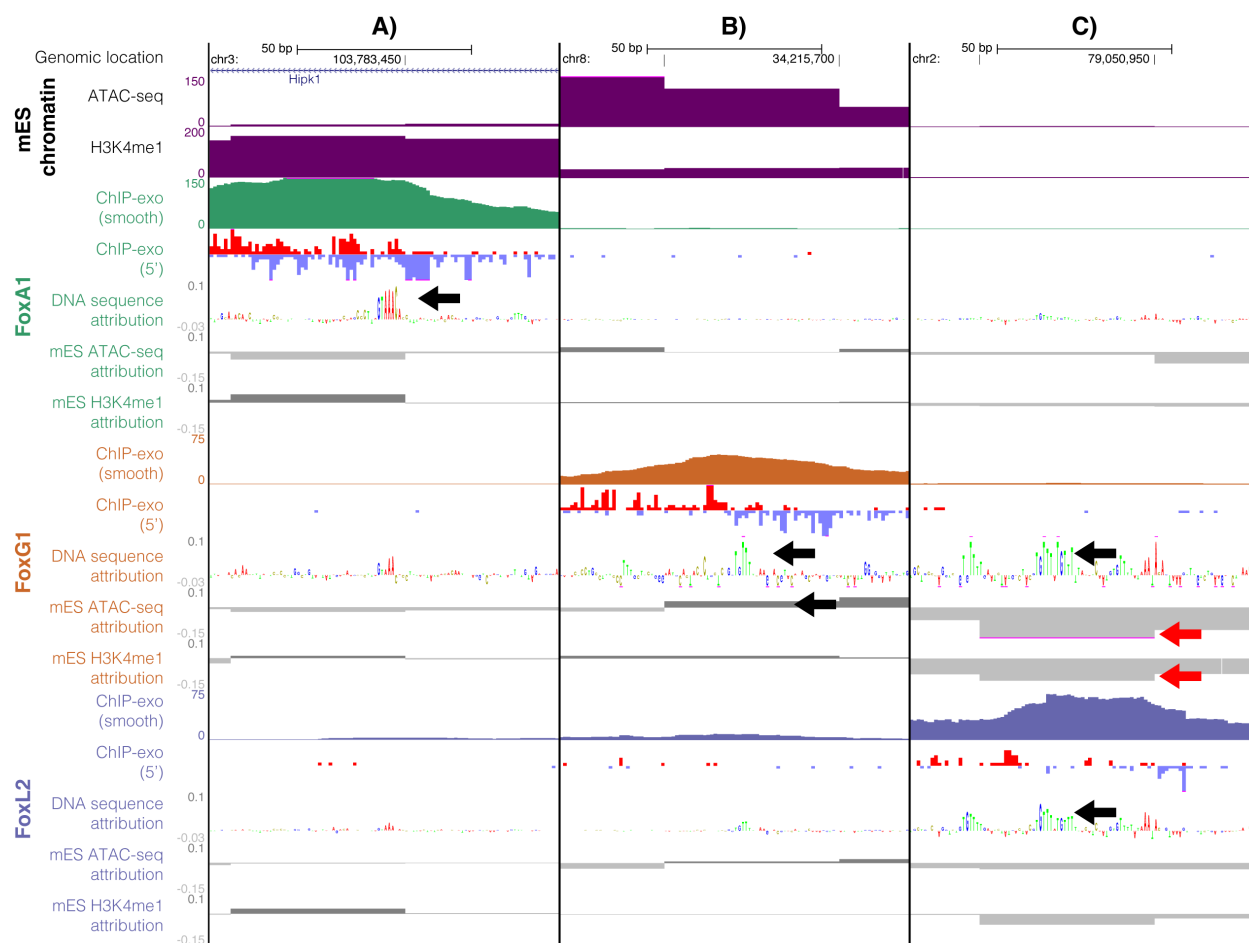 A)
B)
C)
Genomic location
50 bp
chr3:
103,783,450
50 bp
chr8:
34,215,700
50 bp
chr2:
79,050,950
Hipk1
mES
chromatin
ATAC-seq
150
0
H3K4me1
200
0
FoxA1
ChIP-exo
(smooth)
150
0
ChIP-exo
(5')
DNA sequence
attribution
0.1
-0.03
mES ATAC-seq
attribution
0.1
-0.15
mES H3K4me1
attribution
0.1
-0.15
FoxG1
ChIP-exo
(smooth)
75
0
ChIP-exo
(5')
DNA sequence
attribution
0.1
-0.03
mES ATAC-seq
attribution
0.1
-0.15
mES H3K4me1
attribution
0.1
-0.15
FoxL2
ChIP-exo
(smooth)
75
0
ChIP-exo
(5')
DNA sequence
attribution
0.1
-0.03
mES ATAC-seq
attribution
0.1
-0.15
mES H3K4me1
attribution
0.1
-0.15